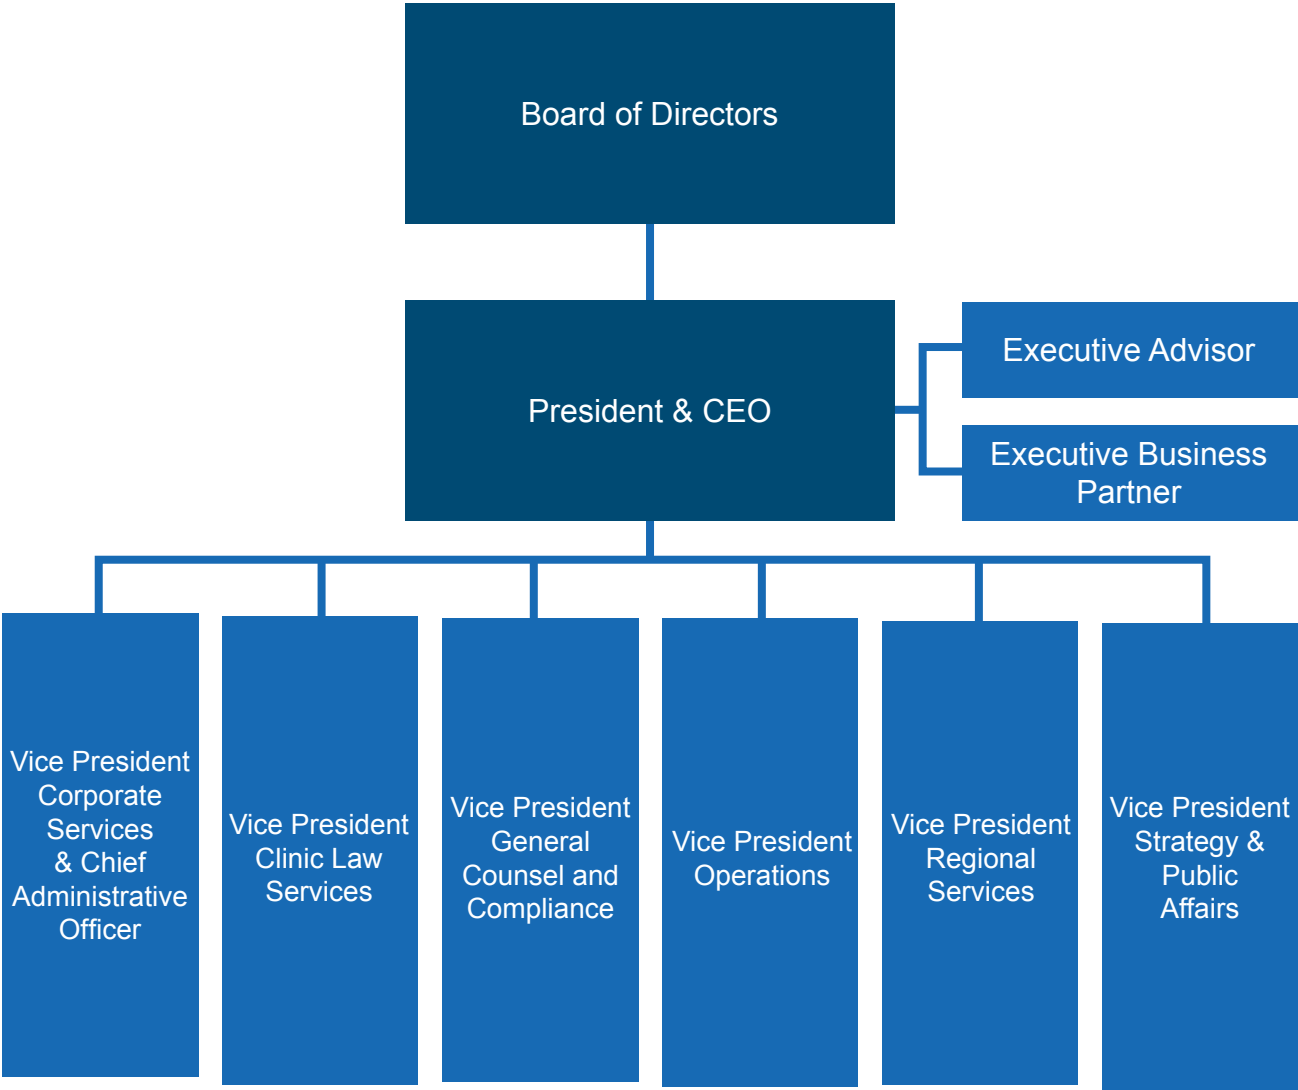 Board of Directors
President & CEO
Executive Advisor
Executive Business
Partner
Vice President
Corporate
Services
& Chief
Administrative
Officer
Vice President
Clinic Law
Services
Vice President
General
Counsel and
Compliance
Vice President
Operations
Vice President
Regional
Services
Vice President
Strategy &
Public
Affairs